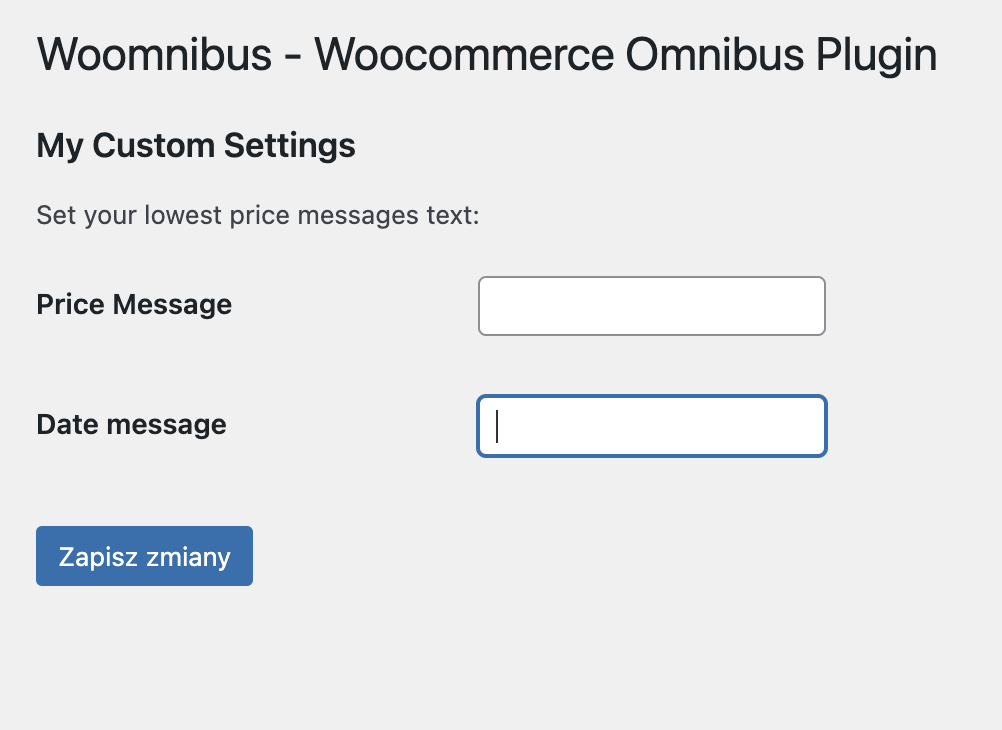 Woomnibus - Woocommerce Omnibus Plugin
My Custom Settings
Set your lowest price messages text:
Price Message
Date message
Zapisz zmiany